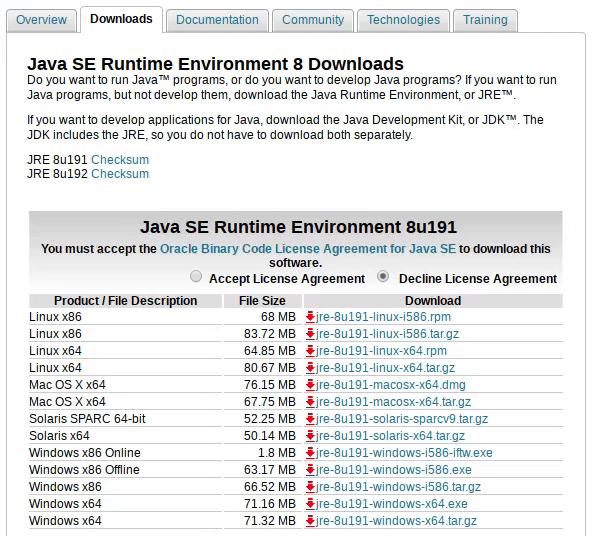 Overview Downloads Documentation Community Technologies Training
Java SE Runtime Environment 8 Downloads
Do you want to run Java™ programs, or do you want to develop Java programs? If you want to run
Java programs, but not develop them, download the Java Runtime Environment, or JRE™.
If you want to develop applications for Java, download the Java Development Kit, or JDK™. The
JDK includes the JRE, so you do not have to download both separately.
JRE 8u191 Checksum
JRE 8u192 Checksum
Java SE Runtime Environment 8u191
You must accept the Oracle Binary Code License Agreement for Java SE to download this
software.
Accept License Agreement Decline License Agreement
Product / File Description File Size Download
Linux x86 68 MB jre-8u191-linux-i586.rpm
Linux x86 83.72 MB jre-8u191-linux-i586.tar.gz
Linux x64 64.85 MB jre-8u191-linux-x64.rpm
Linux x64 80.67 MB jre-8u191-linux-x64.tar.gz
Mac OS X x64 76.15 MB jre-8u191-macosx-x64.dmg
Mac OS X x64 67.75 MB jre-8u191-macosx-x64.tar.gz
Solaris SPARC 64-bit 52.25 MB jre-8u191-solaris-sparcv9.tar.gz
Solaris x64 50.14 MB jre-8u191-solaris-x64.tar.gz
Windows x86 Online 1.8 MB jre-8u191-windows-i586-iftw.exe
Windows x86 Offline 63.17 MB jre-8u191-windows-i586.exe
Windows x86 66.52 MB jre-8u191-windows-i586.tar.gz
Windows x64 71.16 MB jre-8u191-windows-x64.exe
Windows x64 71.32 MB jre-8u191-windows-x64.tar.gz